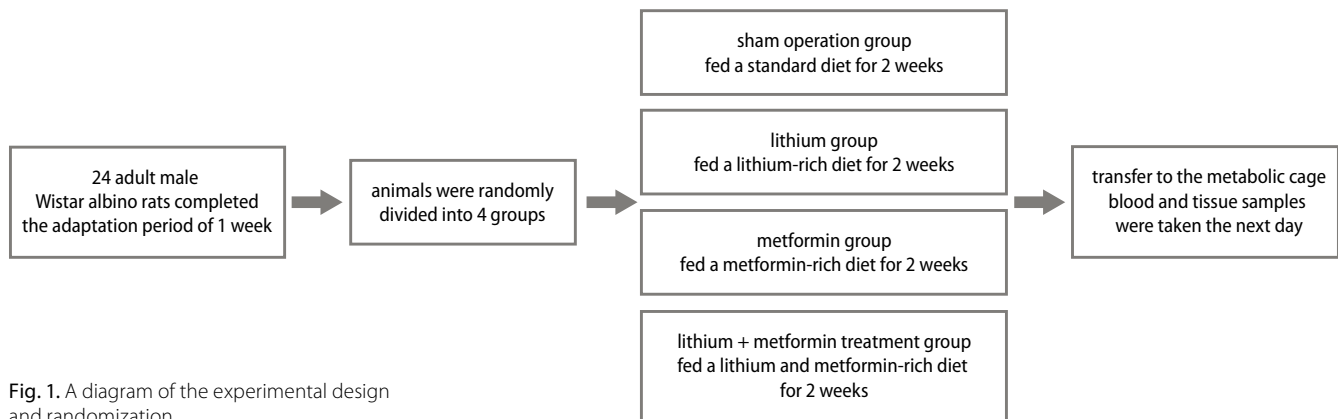 24 adult male
Wistar albino rats completed
the adaptation period of 1 week
animals were randomly
divided into 4 groups
sham operation group
fed a standard diet for 2 weeks
lithium group
fed a lithium-rich diet for 2 weeks
metformin group
fed a metformin-rich diet for 2 weeks
lithium + metformin treatment group
fed a lithium and metformin-rich diet
for 2 weeks
transfer to the metabolic cage
blood and tissue samples
were taken the next day
Fig. 1. A diagram of the experimental design
and randomization